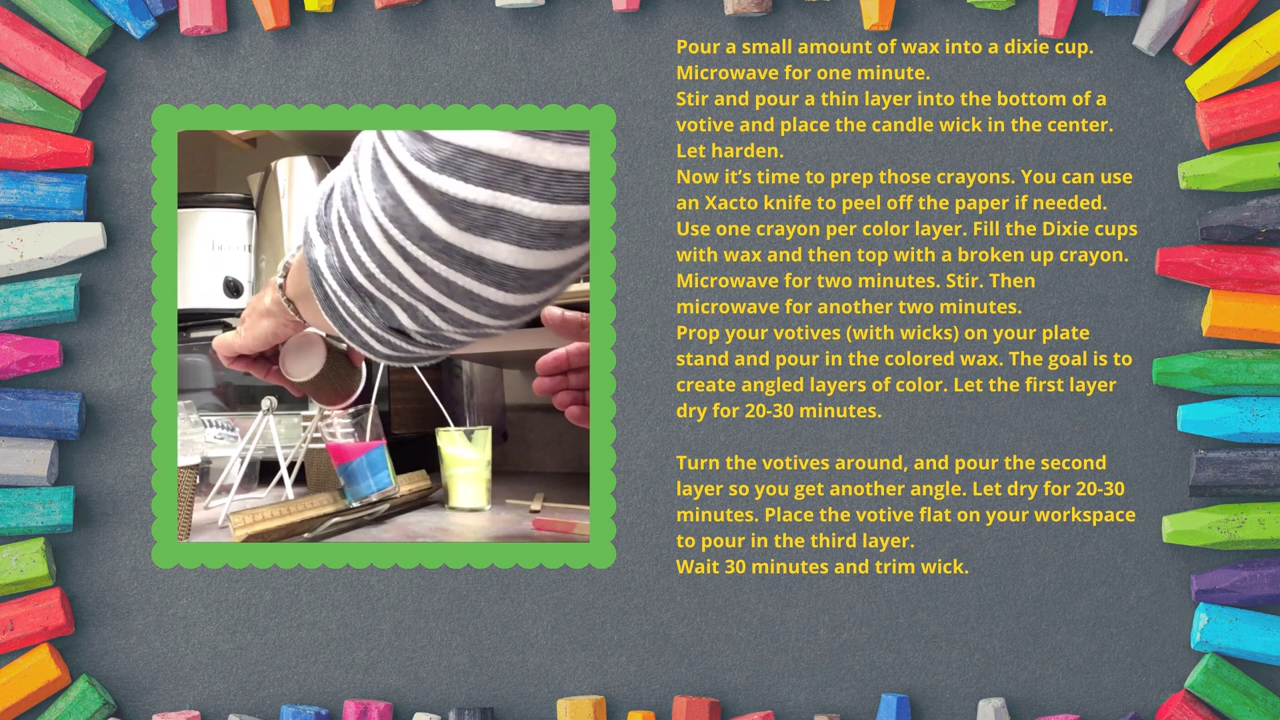 Pour a small amount of wax into a dixie cup.
Microwave for one minute.
Stir and pour a thin layer into the bottom of a
votive and place the candle wick in the center.
Let harden.
Now it’s time to prep those crayons. You can use
an Xacto knife to peel off the paper if needed.
Use one crayon per color layer. Fill the Dixie cups
with wax and then top with a broken up crayon.
Microwave for two minutes. Stir. Then
microwave for another two minutes.
Prop your votives (with wicks) on your plate
stand and pour in the colored wax. The goal is to
create angled layers of color. Let the first layer
dry for 20-30 minutes.
Turn the votives around, and pour the second
layer so you get another angle. Let dry for 20-30
minutes. Place the votive flat on your workspace
to pour in the third layer.
Wait 30 minutes and trim wick.